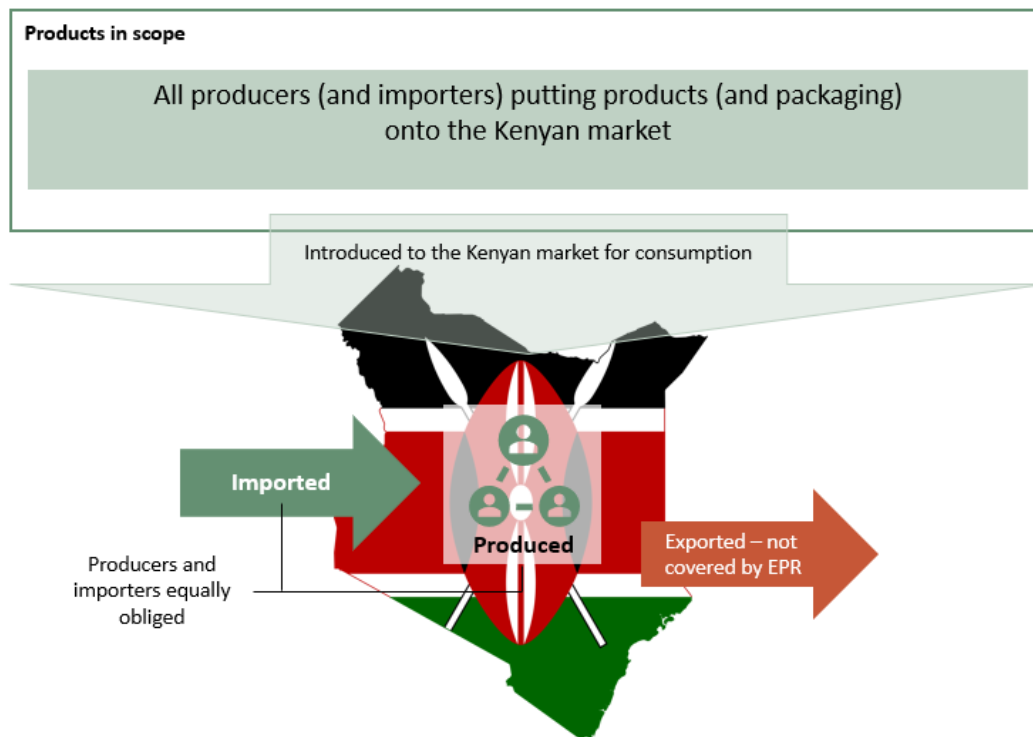 Products in scope
All producers (and importers) putting products (and packaging)
onto the Kenyan market
Introduced to the Kenyan market for consumption
Imported
Produced
Exported – not
covered by EPR
Producers and
importers equally
obliged